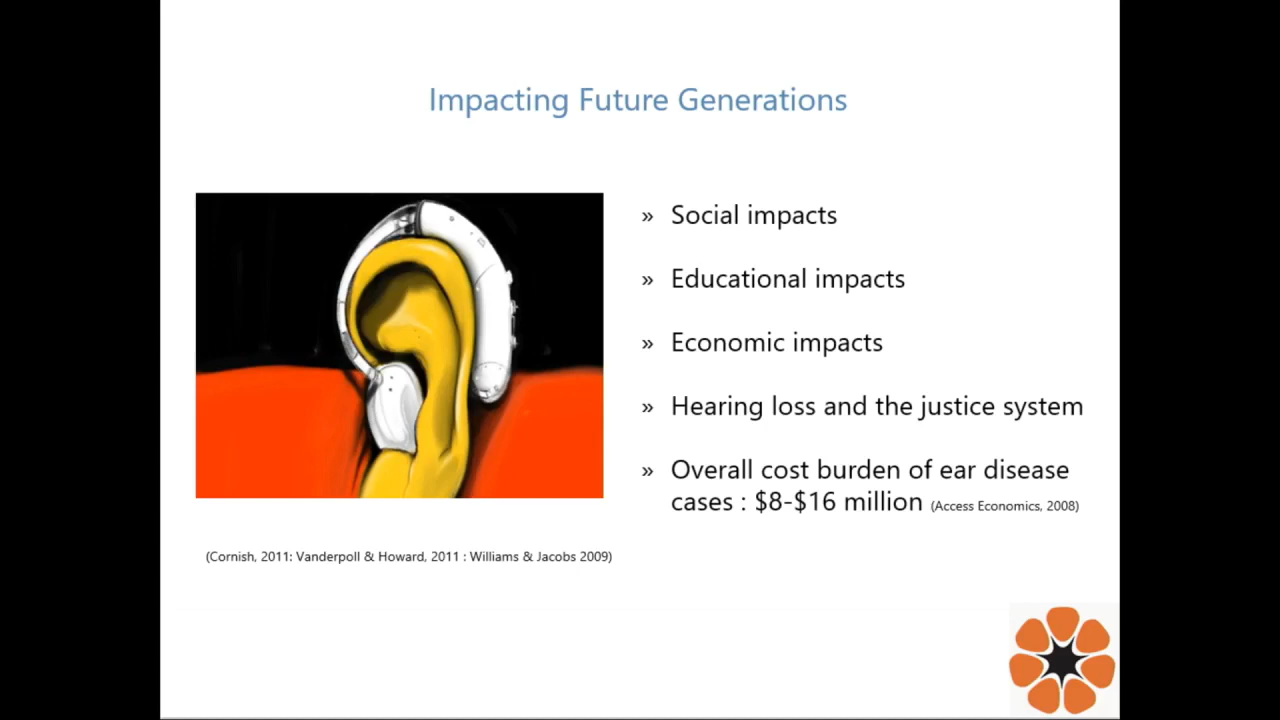 Impacting Future Generations
» Social impacts
» Educational impacts
» Economic impacts
» Hearing loss and the justice system
» Overall cost burden of ear disease
cases : $8-$16 million (Access Economics, 2008)
(Cornish, 2011: Vanderpoll & Howard, 2011 : Williams & Jacobs 2009)